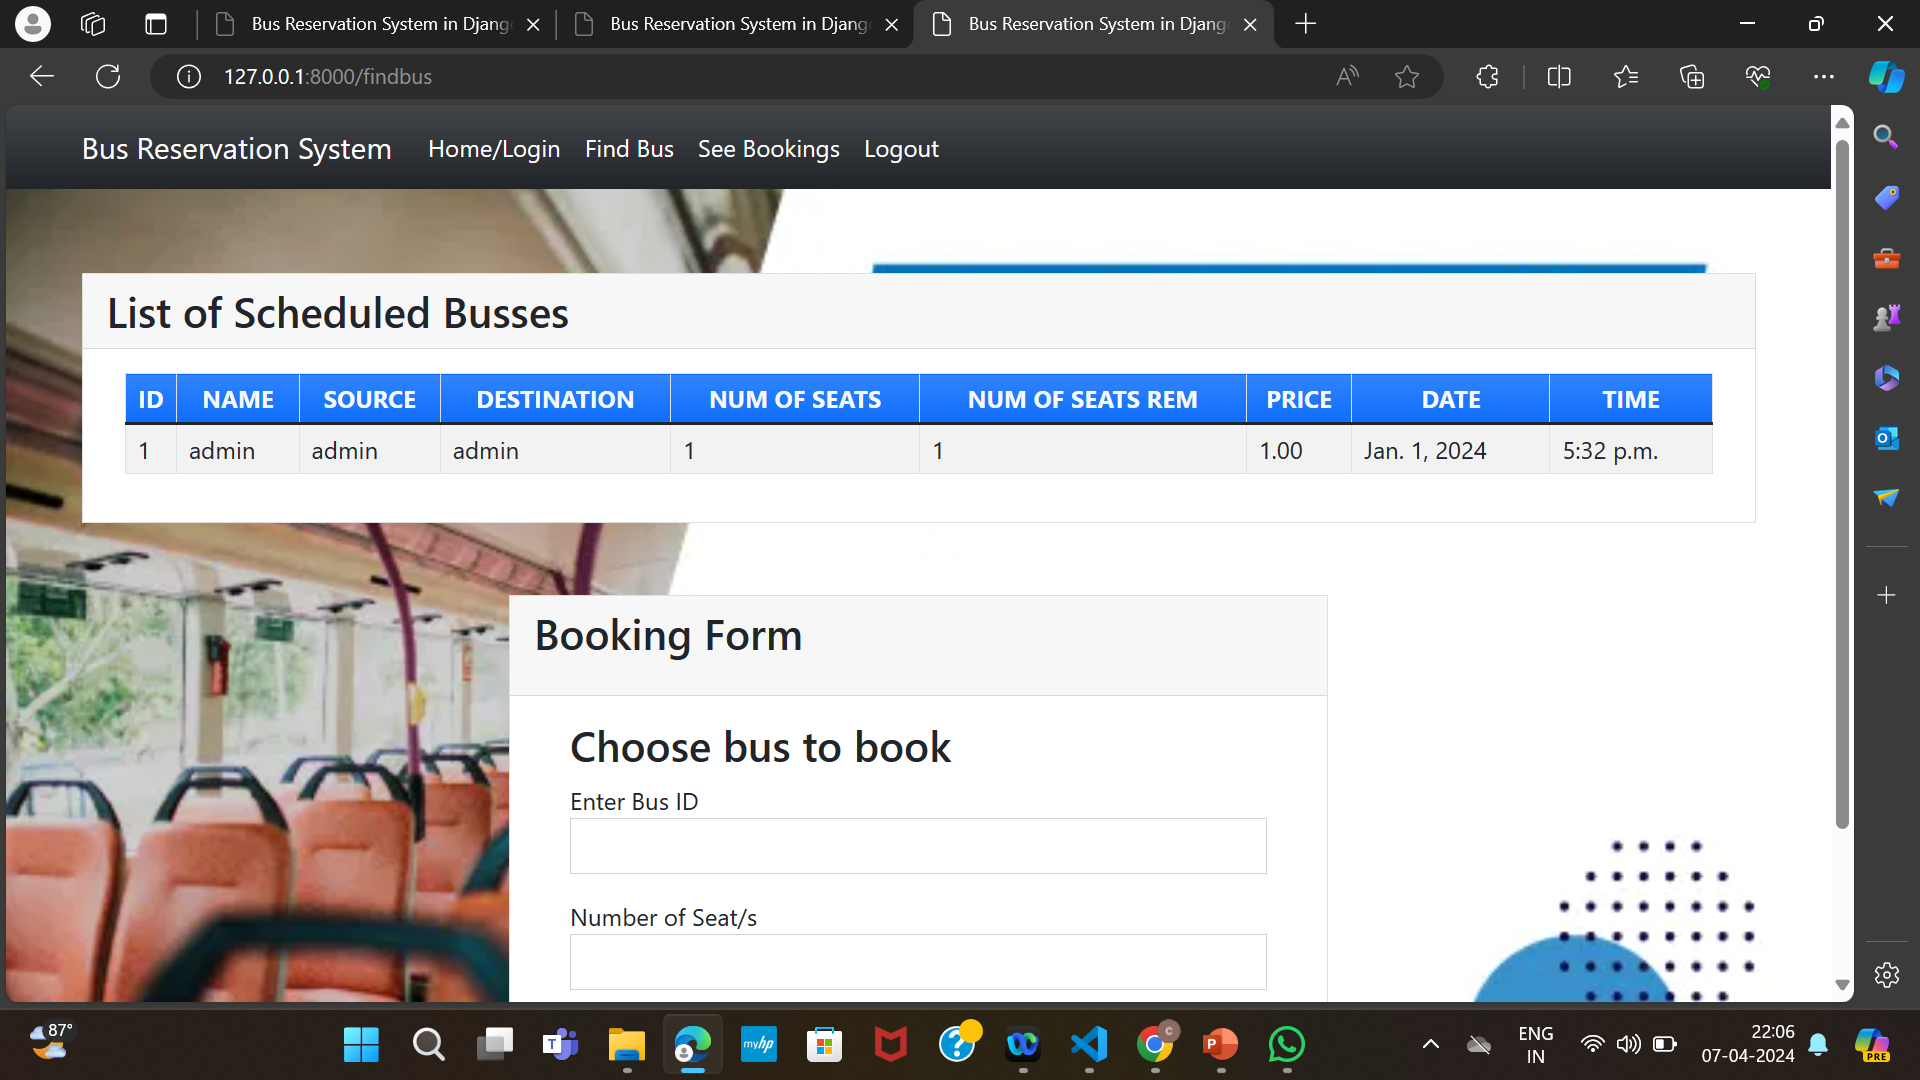 Bus Reservation System in Djang
Bus Reservation System in Djang
Bus Reservation System in Djang
127.0.0.1:8000/findbus
Bus Reservation System Home/Login Find Bus See Bookings Logout
List of Scheduled Busses
ID NAME SOURCE DESTINATION NUM OF SEATS NUM OF SEATS REM PRICE DATE TIME
1 admin admin admin 1 1 1.00 Jan. 1, 2024 5:32 p.m.
Booking Form
Choose bus to book
Enter Bus ID
Number of Seat/s
87°
myhp
ENG
IN
22:06
07-04-2024
PRE